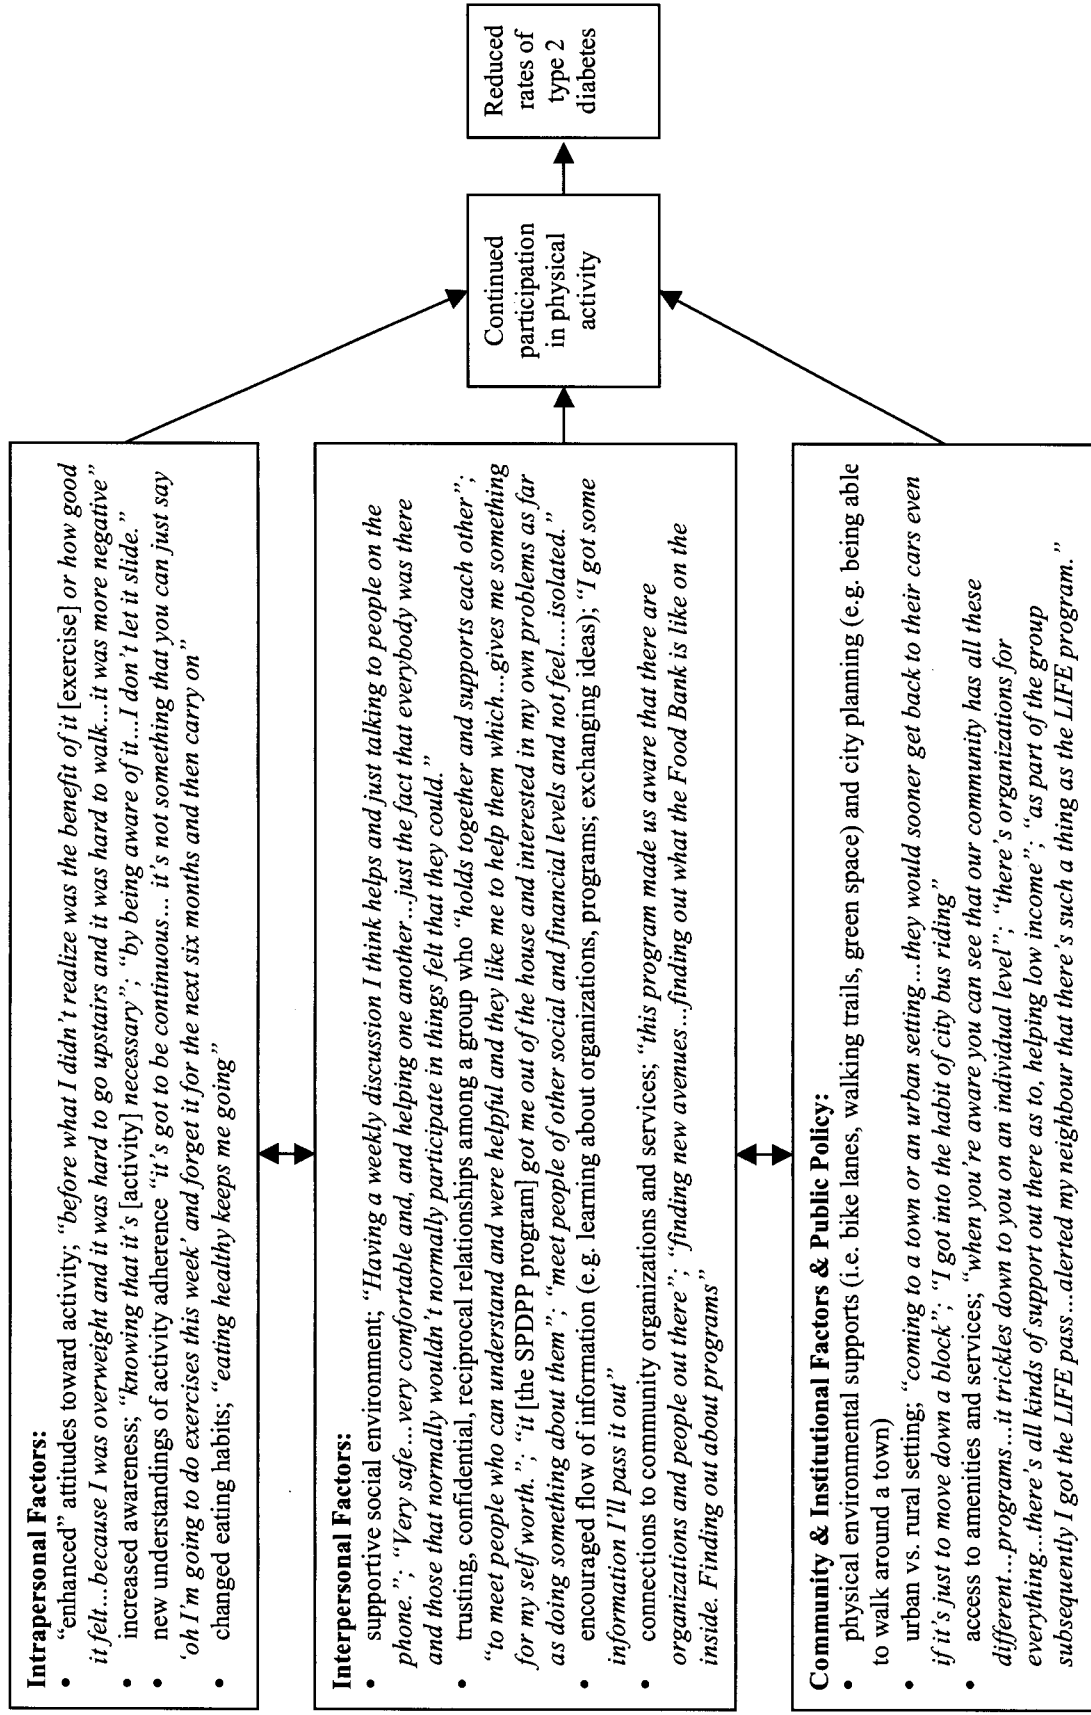 Intrapersonal Factors:
• “enhanced” attitudes toward activity; “before what I didn't realize was the benefit of it [exercise] or how good
it felt...because I was overweight and it was hard to go upstairs and it was hard to walk...it was more negative”
• increased awareness; “knowing that it's [activity] necessary”; “by being aware of it...I don't let it slide.”
• new understandings of activity adherence “it's got to be continuous... it's not something that you can just say
‘oh I'm going to do exercises this week’ and forget it for the next six months and then carry on”
• changed eating habits; “eating healthy keeps me going”
Interpersonal Factors:
• supportive social environment; “Having a weekly discussion I think helps and just talking to people on the
phone.”; “Very safe...very comfortable and, and helping one another...just the fact that everybody was there
and those that normally wouldn't normally participate in things felt that they could.”
• trusting, confidential, reciprocal relationships among a group who “holds together and supports each other”;
“to meet people who can understand and were helpful and they like me to help them which...gives me something
for my self worth.”; “it [the SPDPP program] got me out of the house and interested in my own problems as far
as doing something about them”; “meet people of other social and financial levels and not feel....isolated.”
• encouraged flow of information (e.g. learning about organizations, programs; exchanging ideas); “I got some
information I'll pass it out”
• connections to community organizations and services; “this program made us aware that there are
organizations and people out there”; “finding new avenues...finding out what the Food Bank is like on the
inside. Finding out about programs”
Community & Institutional Factors & Public Policy:
• physical environmental supports (i.e. bike lanes, walking trails, green space) and city planning (e.g. being able
to walk around a town)
• urban vs. rural setting; “coming to a town or an urban setting...they would sooner get back to their cars even
if it's just to move down a block”; “I got into the habit of city bus riding”
• access to amenities and services; “when you're aware you can see that our community has all these
different...programs...it trickles down to you on an individual level”; “there's organizations for
everything...there's all kinds of support out there as to, helping low income”; “as part of the group
subsequently I got the LIFE pass...alerted my neighbour that there's such a thing as the LIFE program.”
Continued
participation
in physical
activity
Reduced
rates of
type 2
diabetes